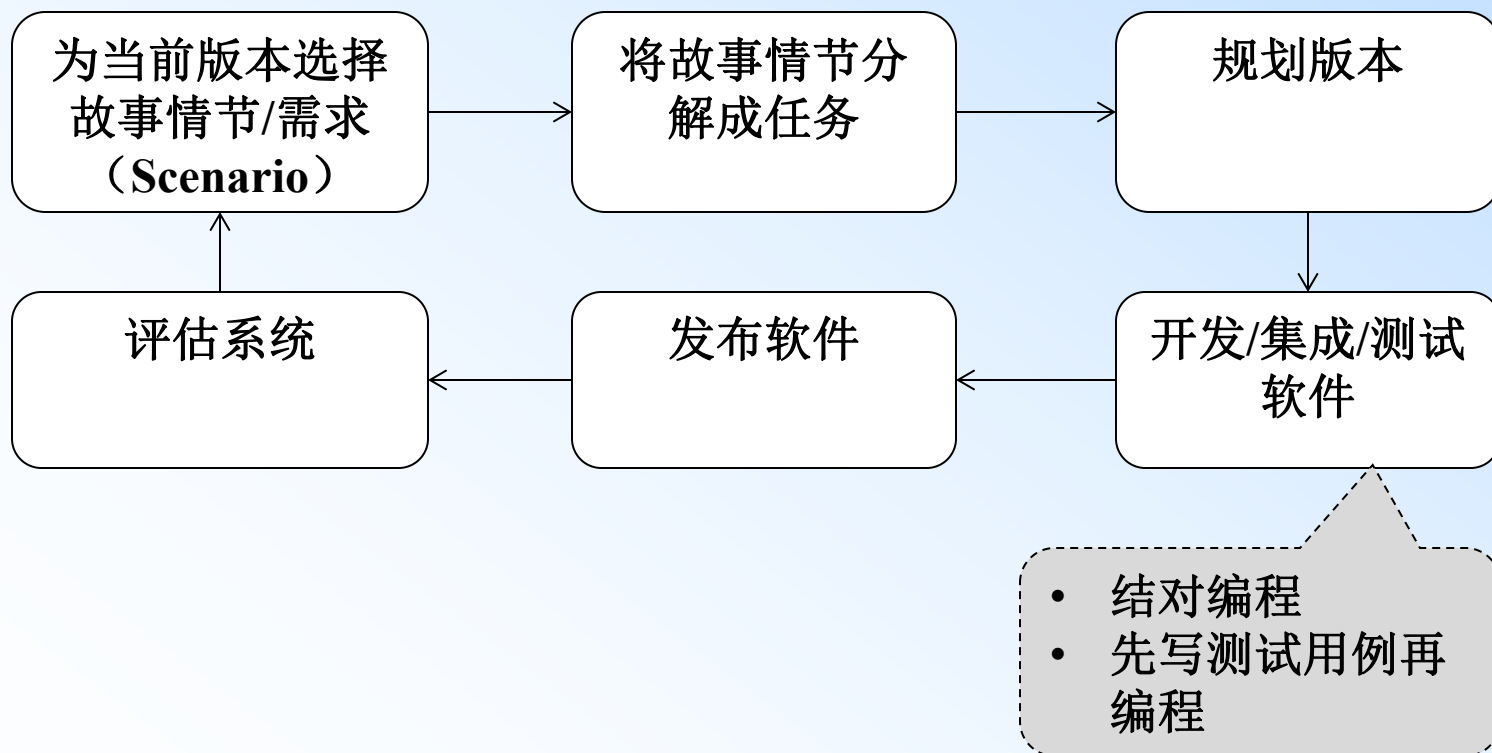 为当前版本选择
故事情节/需求
（Scenario）
将故事情节分
解成任务
规划版本
评估系统
发布软件
开发/集成/测试
软件
• 结对编程
• 先写测试用例再
编程